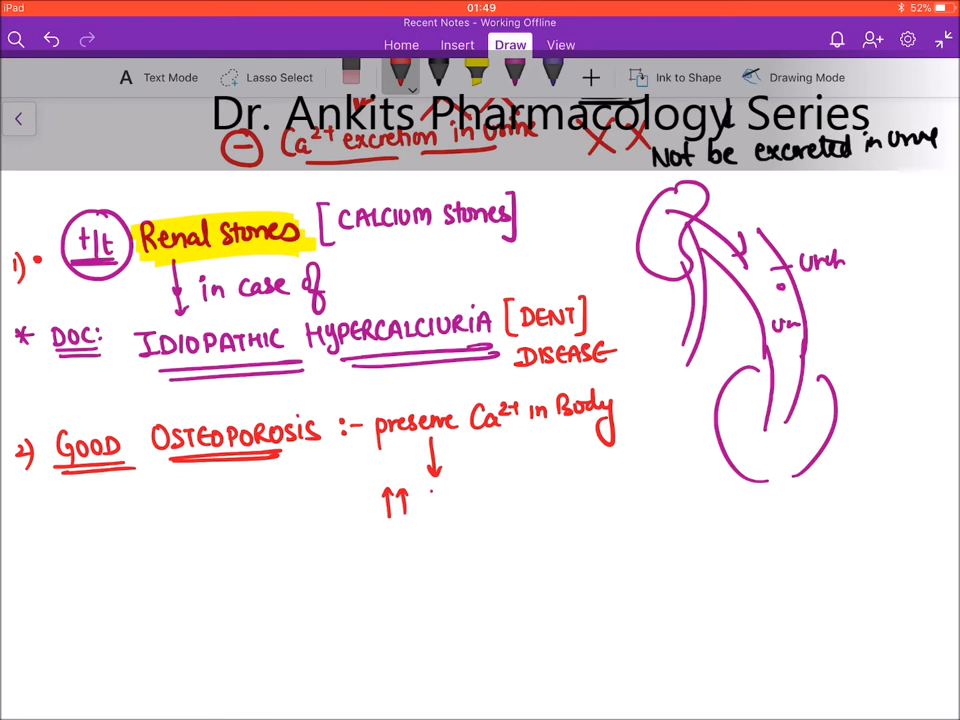 iPad 01:49 52%
Recent Notes - Working Offline
Home Insert Draw View
Text Mode Lasso Select Ink to Shape Drawing Mode
Dr. Ankits Pharmacology Series
⊖ Ca2+ excretion in urine XX Not be excreted in urine
1) • t/t Renal Stones [CALCIUM Stones]
in case of
* DOC: IDIOPATHIC HYPERCALCIURIA [DENT]
DISEASE
2) GOOD OSTEOPOROSIS :- preserve Ca2+ in Body
↑↑